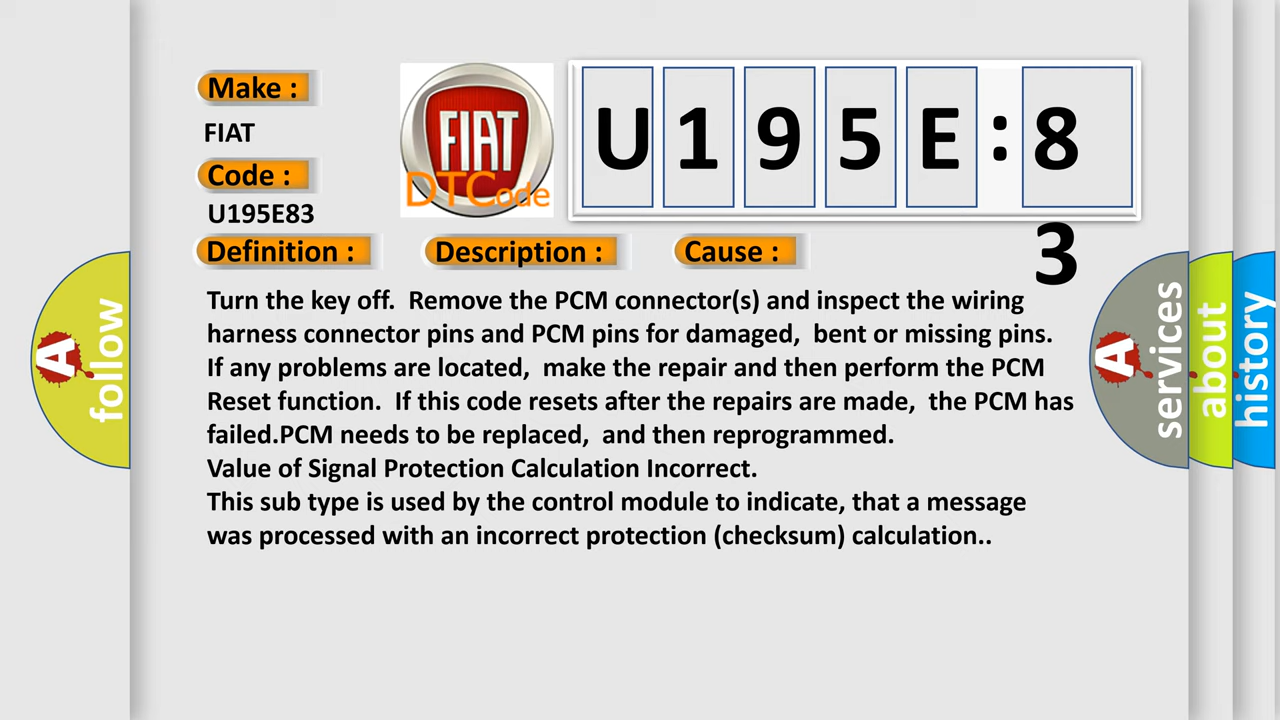 Make :
FIAT
Code :
U195E83
FIAT
DTCode
U195E:8
3
Definition :
Description :
Cause :
Turn the key off. Remove the PCM connector(s) and inspect the wiring
harness connector pins and PCM pins for damaged, bent or missing pins.
If any problems are located, make the repair and then perform the PCM
Reset function. If this code resets after the repairs are made, the PCM has
failed.PCM needs to be replaced, and then reprogrammed.
Value of Signal Protection Calculation Incorrect.
This sub type is used by the control module to indicate, that a message
was processed with an incorrect protection (checksum) calculation..
A
follow
A
services
about
history